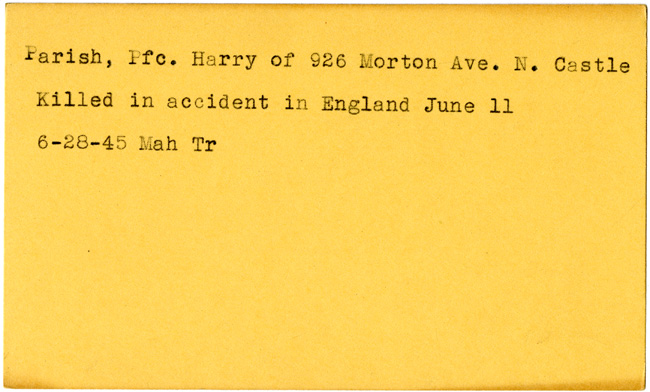 Parish, Pfc. Harry of 926 Morton Ave. N. Castle
Killed in accident in England June 11
6-28-45 Mah Tr